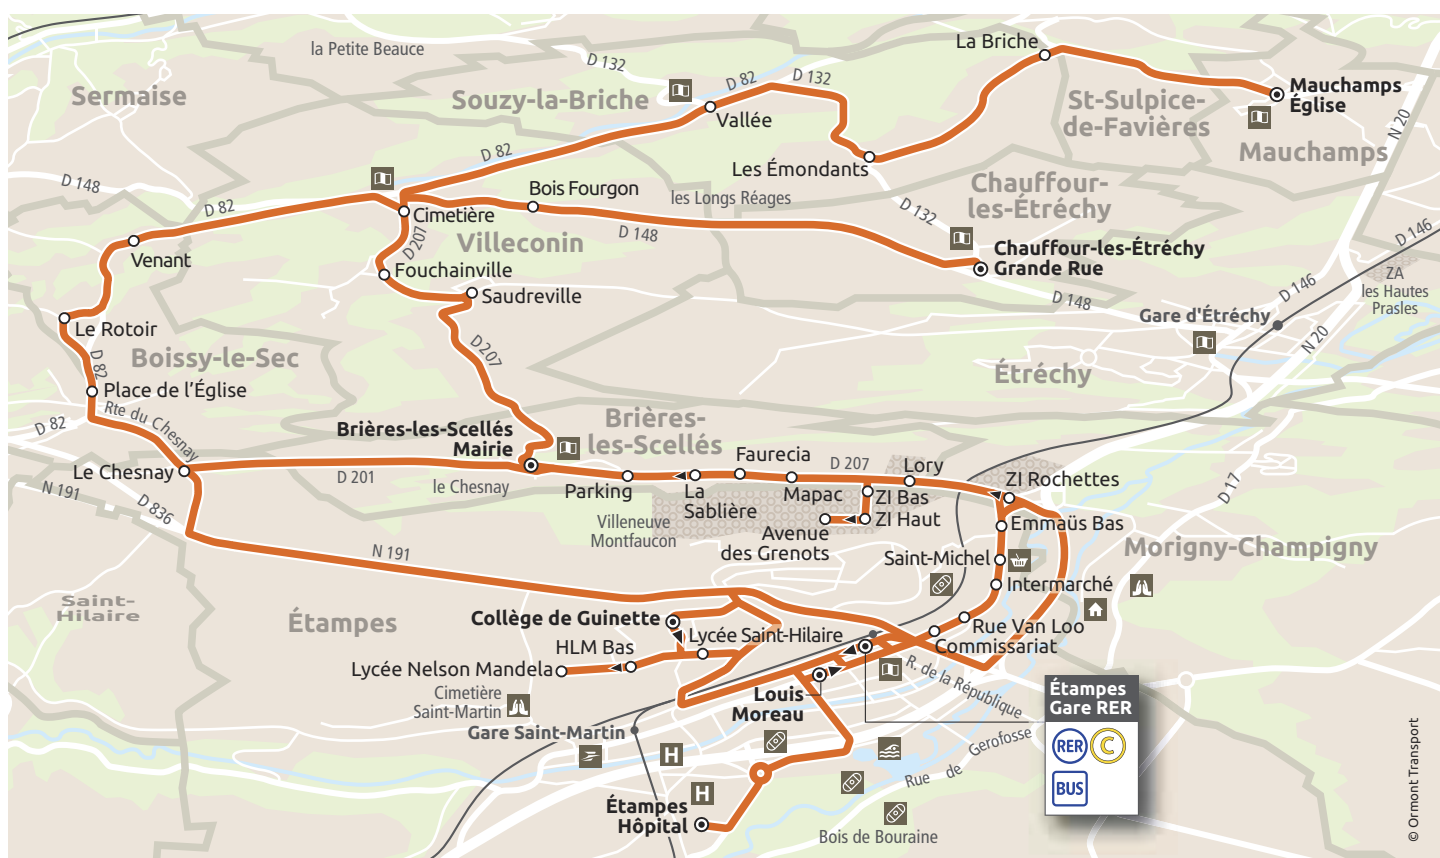 la Petite Beauce
D 132
D 82
D 132
La Briche
Mauchamps
Église
Sermaise
Souzy-la-Briche
Vallée
St-Sulpice-
de-Favières
N 20
Mauchamps
D 82
Les Émondants
D 148
D 82
Bois Fourgon
les Longs Réages
Chauffour-
les-Étréchy
D 132
Cimetière
D 207
Villeconin
D 148
Chauffour-les-Étréchy
Grande Rue
D 146
Venant
Fouchainville
Saudreville
D 148
D 146
ZA
les Hautes
Prasles
Gare d'Étréchy
N 20
Le Rotoir
D 82
Boissy-le-Sec
D 207
Étréchy
Place de l’Église
Rte du Chesnay
D 82
Brières-les-Scellés
Mairie
Brières-
les-Scellés
Le Chesnay
D 201
le Chesnay
Parking
La
Sablière
Faurecia
Mapac
D 207
Lory
ZI Rochettes
ZI Bas
ZI Haut
Avenue
des Grenots
Emmaüs Bas
D 17
N 191
D 836
Villeneuve
Montfaucon
N 191
Saint-Michel
Intermarché
Morigny-Champigny
Saint-
Hilaire
Étampes
Collège de Guinette
Lycée Saint-Hilaire
HLM Bas
Lycée Nelson Mandela
Rue Van Loo
Commissariat
R. de la République
Cimetière
Saint-Martin
Gare Saint-Martin
Louis
Moreau
Étampes
Gare RER
RER
C
BUS
H
H
Rue de Gerofosse
Étampes
Hôpital
Bois de Bouraine
© Ormont Transport